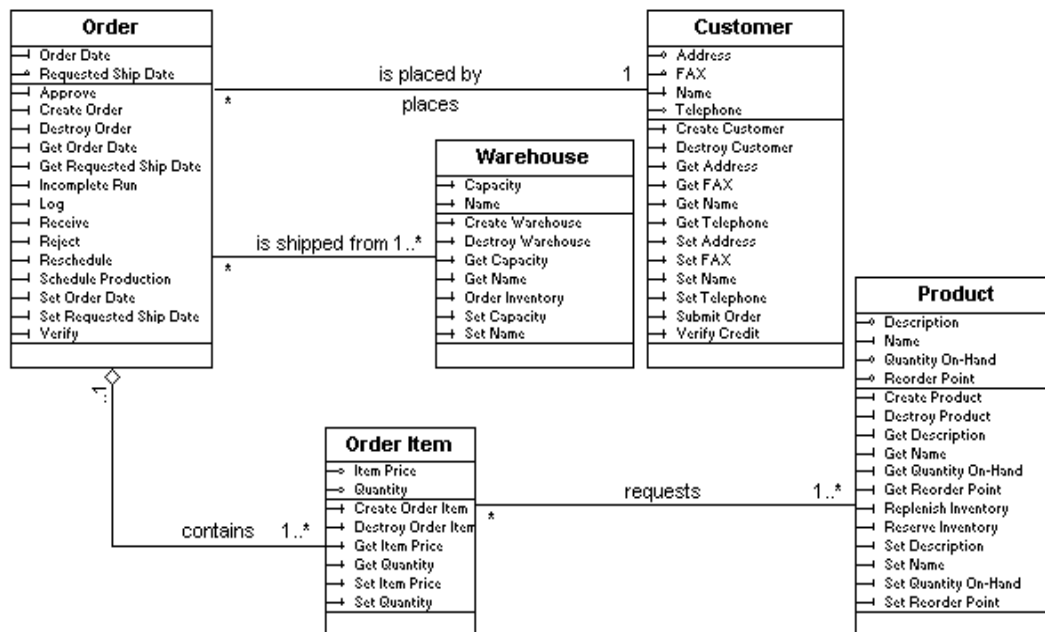 Order
Order Date
Requested Ship Date
Approve
Create Order
Destroy Order
Get Order Date
Get Requested Ship Date
Incomplete Run
Log
Receive
Reject
Reschedule
Schedule Production
Set Order Date
Set Requested Ship Date
Verify
is placed by
1
*
places
Customer
Address
FAX
Name
Telephone
Create Customer
Destroy Customer
Get Address
Get FAX
Get Name
Get Telephone
Set Address
Set FAX
Set Name
Set Telephone
Submit Order
Verify Credit
Warehouse
Capacity
Name
Create Warehouse
Destroy Warehouse
Get Capacity
Get Name
Order Inventory
Set Capacity
Set Name
is shipped from 1..*
*
Product
Description
Name
Quantity On-Hand
Reorder Point
Create Product
Destroy Product
Get Description
Get Name
Get Quantity On-Hand
Get Reorder Point
Replenish Inventory
Reserve Inventory
Set Description
Set Name
Set Quantity On-Hand
Set Reorder Point
Order Item
Item Price
Quantity
Create Order Item
Destroy Order Item
Get Item Price
Get Quantity
Set Item Price
Set Quantity
requests
1..*
*
contains
1..*